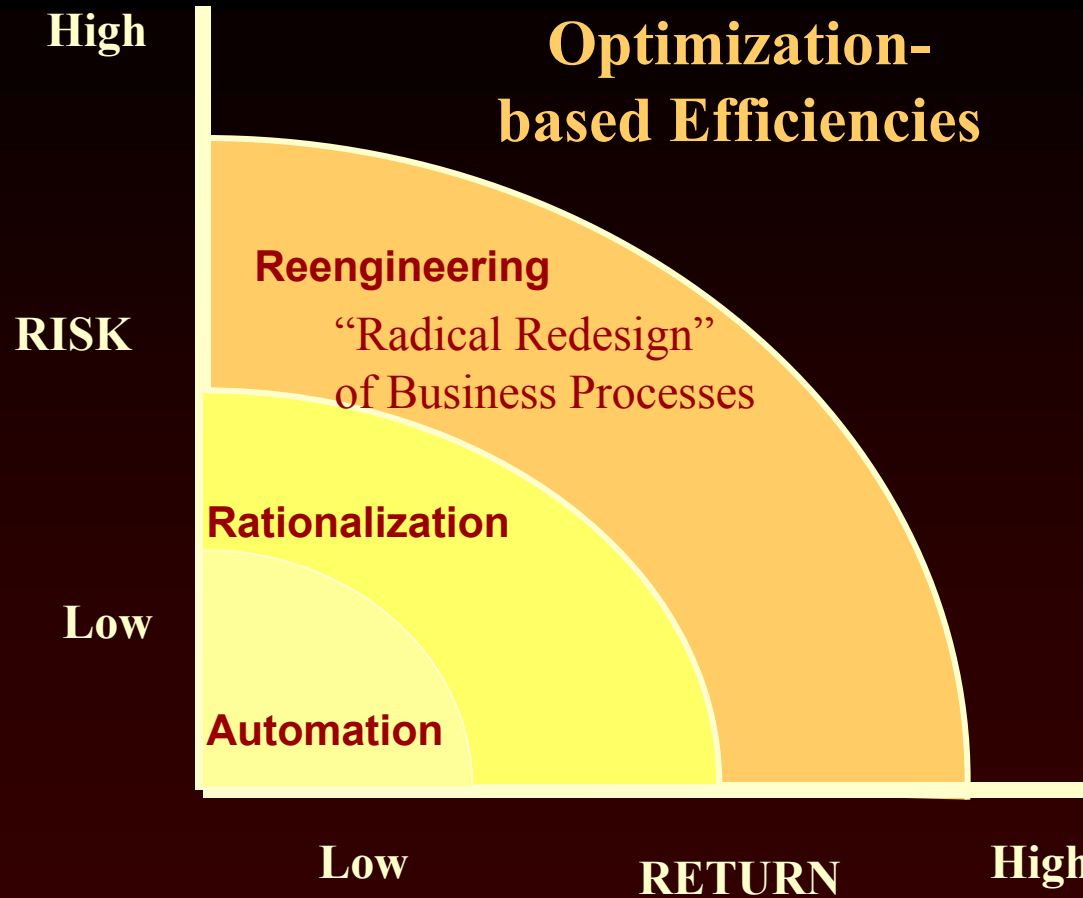 High
Optimization-
based Efficiencies
Reengineering
“Radical Redesign”
RISK
of Business Processes
Rationalization
Low
Automation
Low
RETURN
High